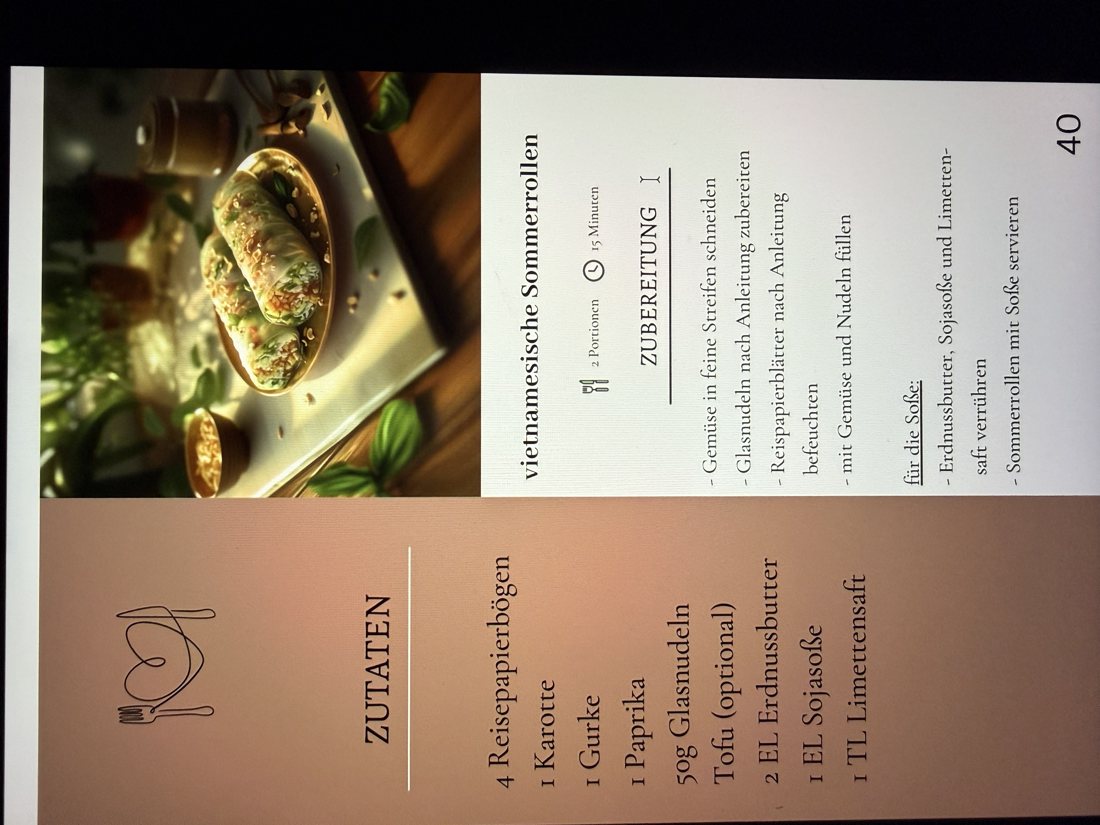 ZUTATEN
4 Reisepapierbögen
1 Karotte
1 Gurke
1 Paprika
50g Glasnudeln
Tofu (optional)
2 EL Erdnussbutter
1 EL Sojasoße
1 TL Limettensaft
vietnamesische Sommerrollen
2 Portionen 15 Minuten
ZUBEREITUNG
- Gemüse in feine Streifen schneiden
- Glasnudeln nach Anleitung zubereiten
- Reispapierblätter nach Anleitung
befeuchten
- mit Gemüse und Nudeln füllen
für die Soße:
- Erdnussbutter, Sojasoße und Limetten-
saft verrühren
- Sommerrollen mit Soße servieren
40